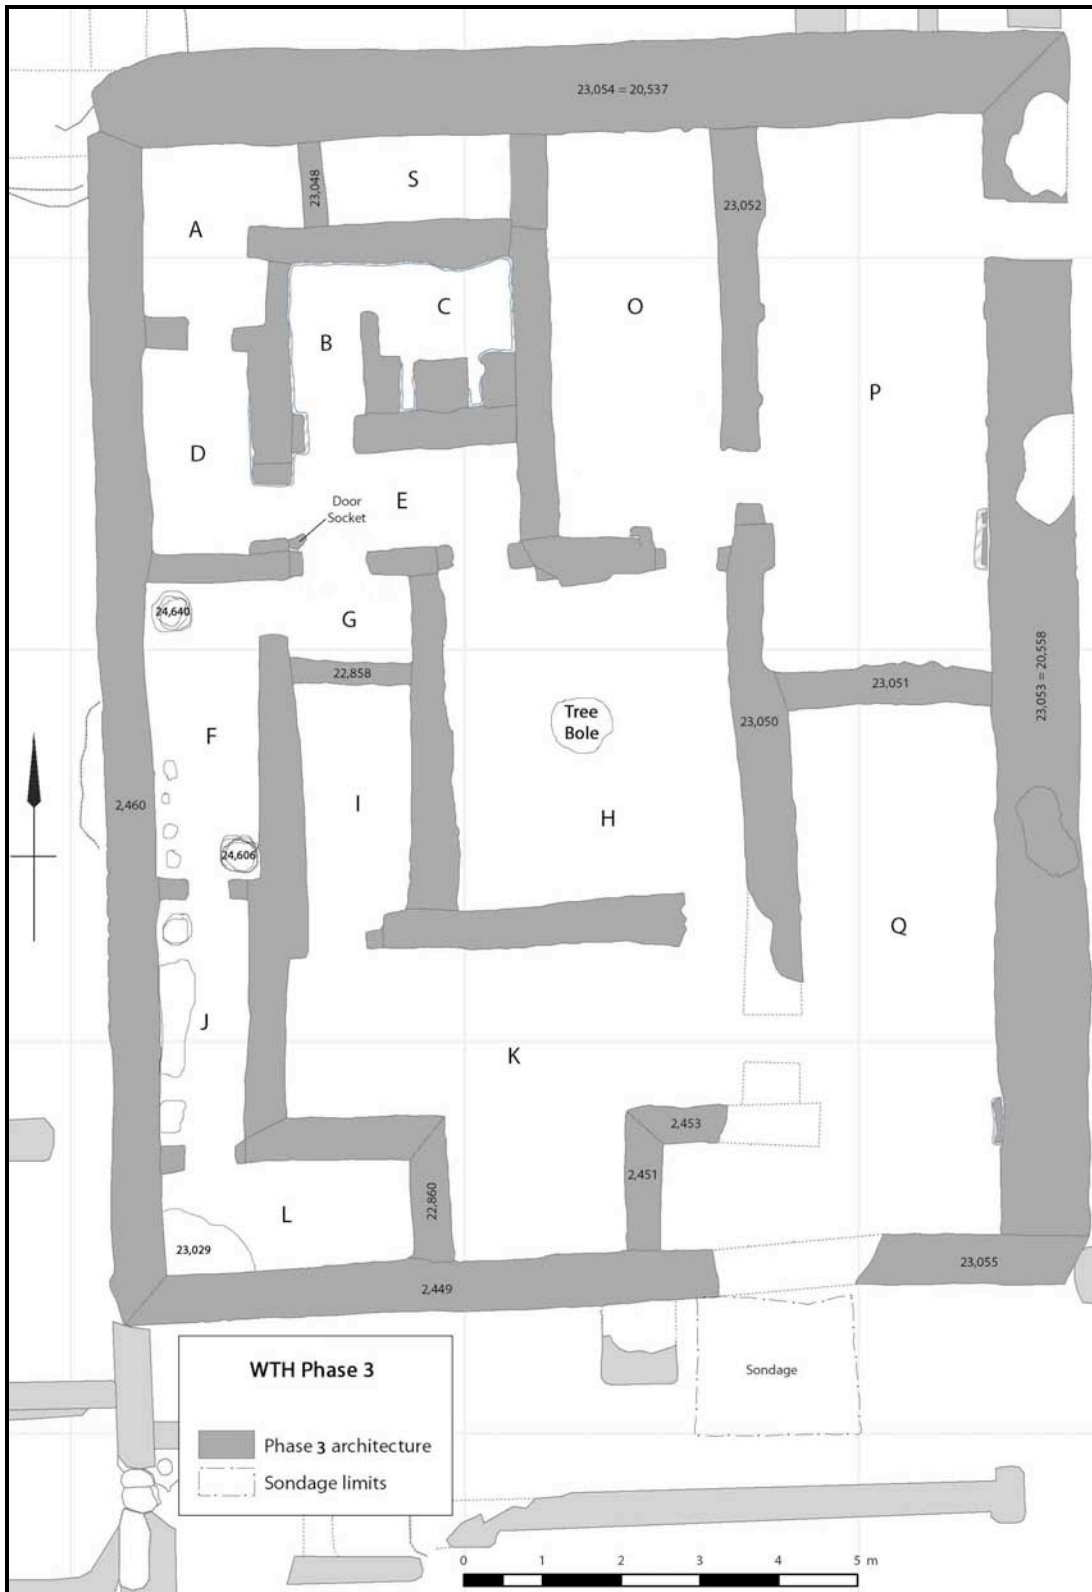 23,054 = 20,537
23,048
S
23,052
A
O
C
B
P
D
E
Door
Socket
24,640
G
22,858
23,051
23,053 = 20,558
23,050
Tree
Bole
F
2,460
I
H
24,606
Q
J
K
2,453
2,451
22,860
L
23,029
23,055
2,449
WTH Phase 3
Sondage
Phase 3 architecture
Sondage limits
0 1 2 3 4 5 m